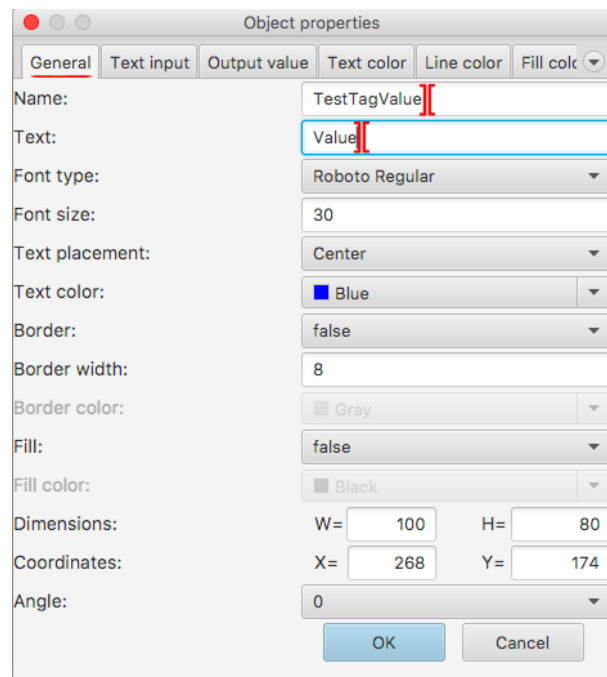 Object properties
General Text input Output value Text color Line color Fill colc
Name: TestTagValue
Text: Value
Font type: Roboto Regular
Font size: 30
Text placement: Center
Text color: Blue
Border: false
Border width: 8
Border color: Gray
Fill: false
Fill color: Black
Dimensions: W= 100 H= 80
Coordinates: X= 268 Y= 174
Angle: 0
OK Cancel